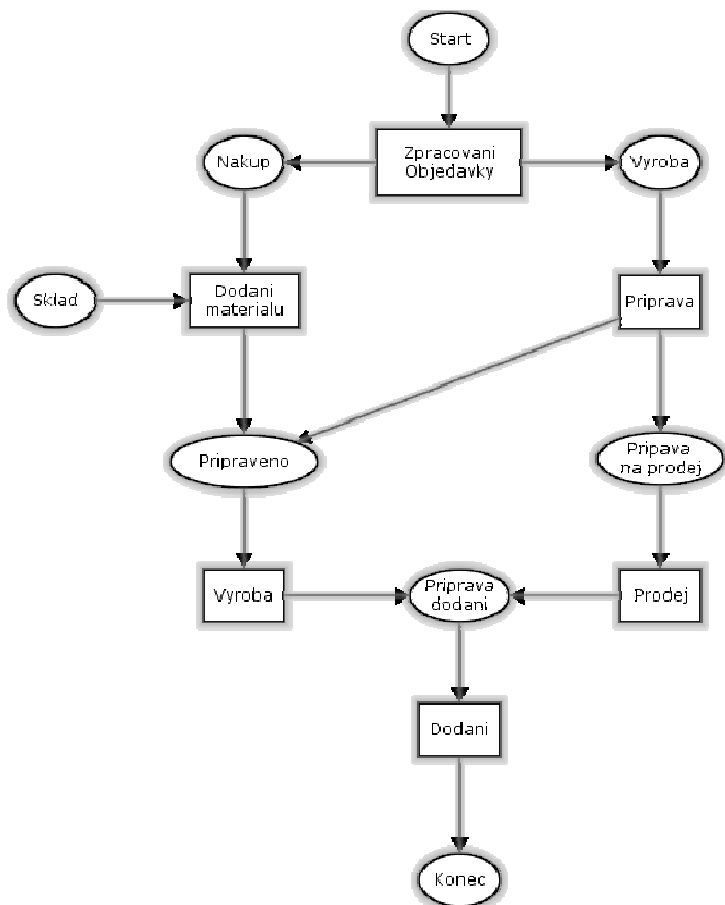 Start
Nakup
Zpracovani
Objedavky
Vyroba
Sklad
Dodani
materialu
Priprava
Pripraveno
Pripava
na prodej
Vyroba
Priprava
dodani
Prodej
Dodani
Konec